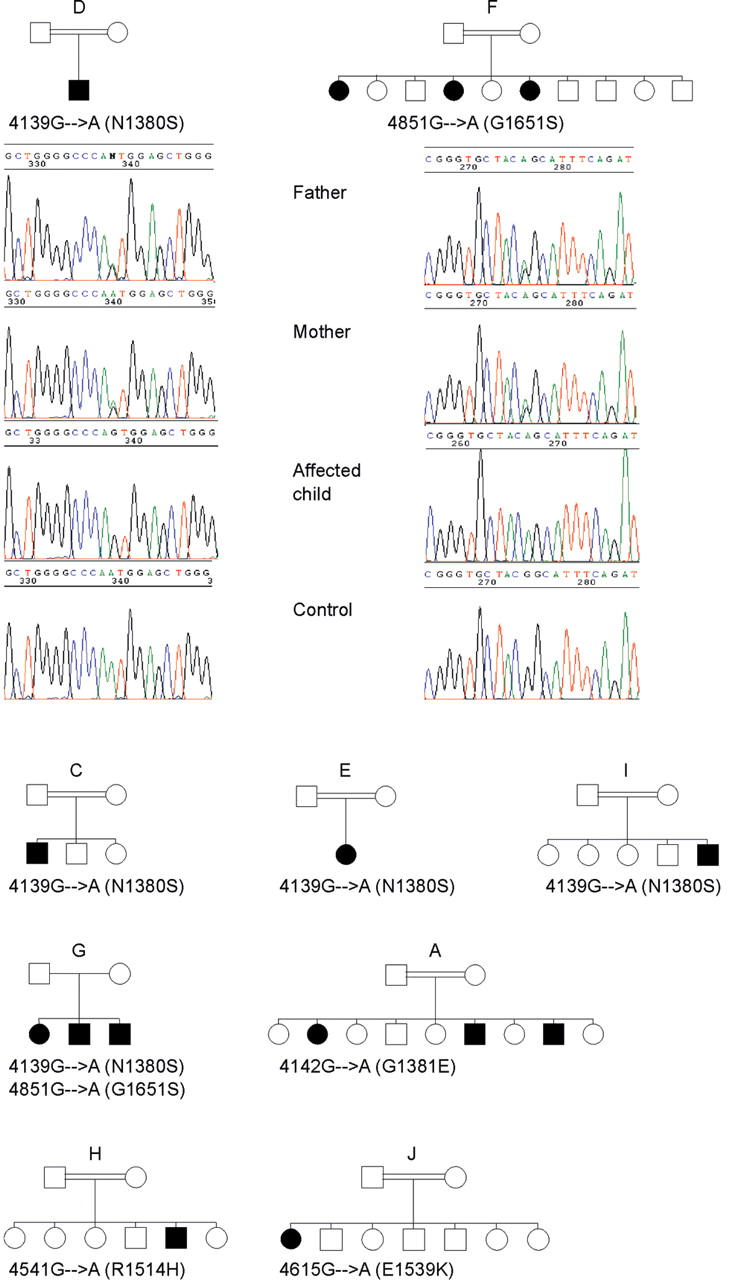 D
F
4139G-->A (N1380S)
4851G-->A (G1651S)
GCTGGGGCCCANTGGAGCTGGG
330 340
CGGGTGCTACAGCATTTCAGAT
270 280
Father
GCTGGGGCCCAATGGAGCTGGG
330 340 35
CGGGTGCTACAGCATTTCAGAT
270 280
Mother
GCTGGGGCCCAGTGGAGCTGGG
33 340
CGGGTGCTACAGCATTTCAGAT
260 270
Affected
child
GCTGGGGCCCAATGGAGCTGGG
330 340 3
CGGGTGCTACGGCATTTCAGAT
270 280
Control
C
E
I
4139G-->A (N1380S)
4139G-->A (N1380S)
4139G-->A (N1380S)
G
A
4139G-->A (N1380S)
4851G-->A (G1651S)
4142G-->A (G1381E)
H
J
4541G-->A (R1514H)
4615G-->A (E1539K)